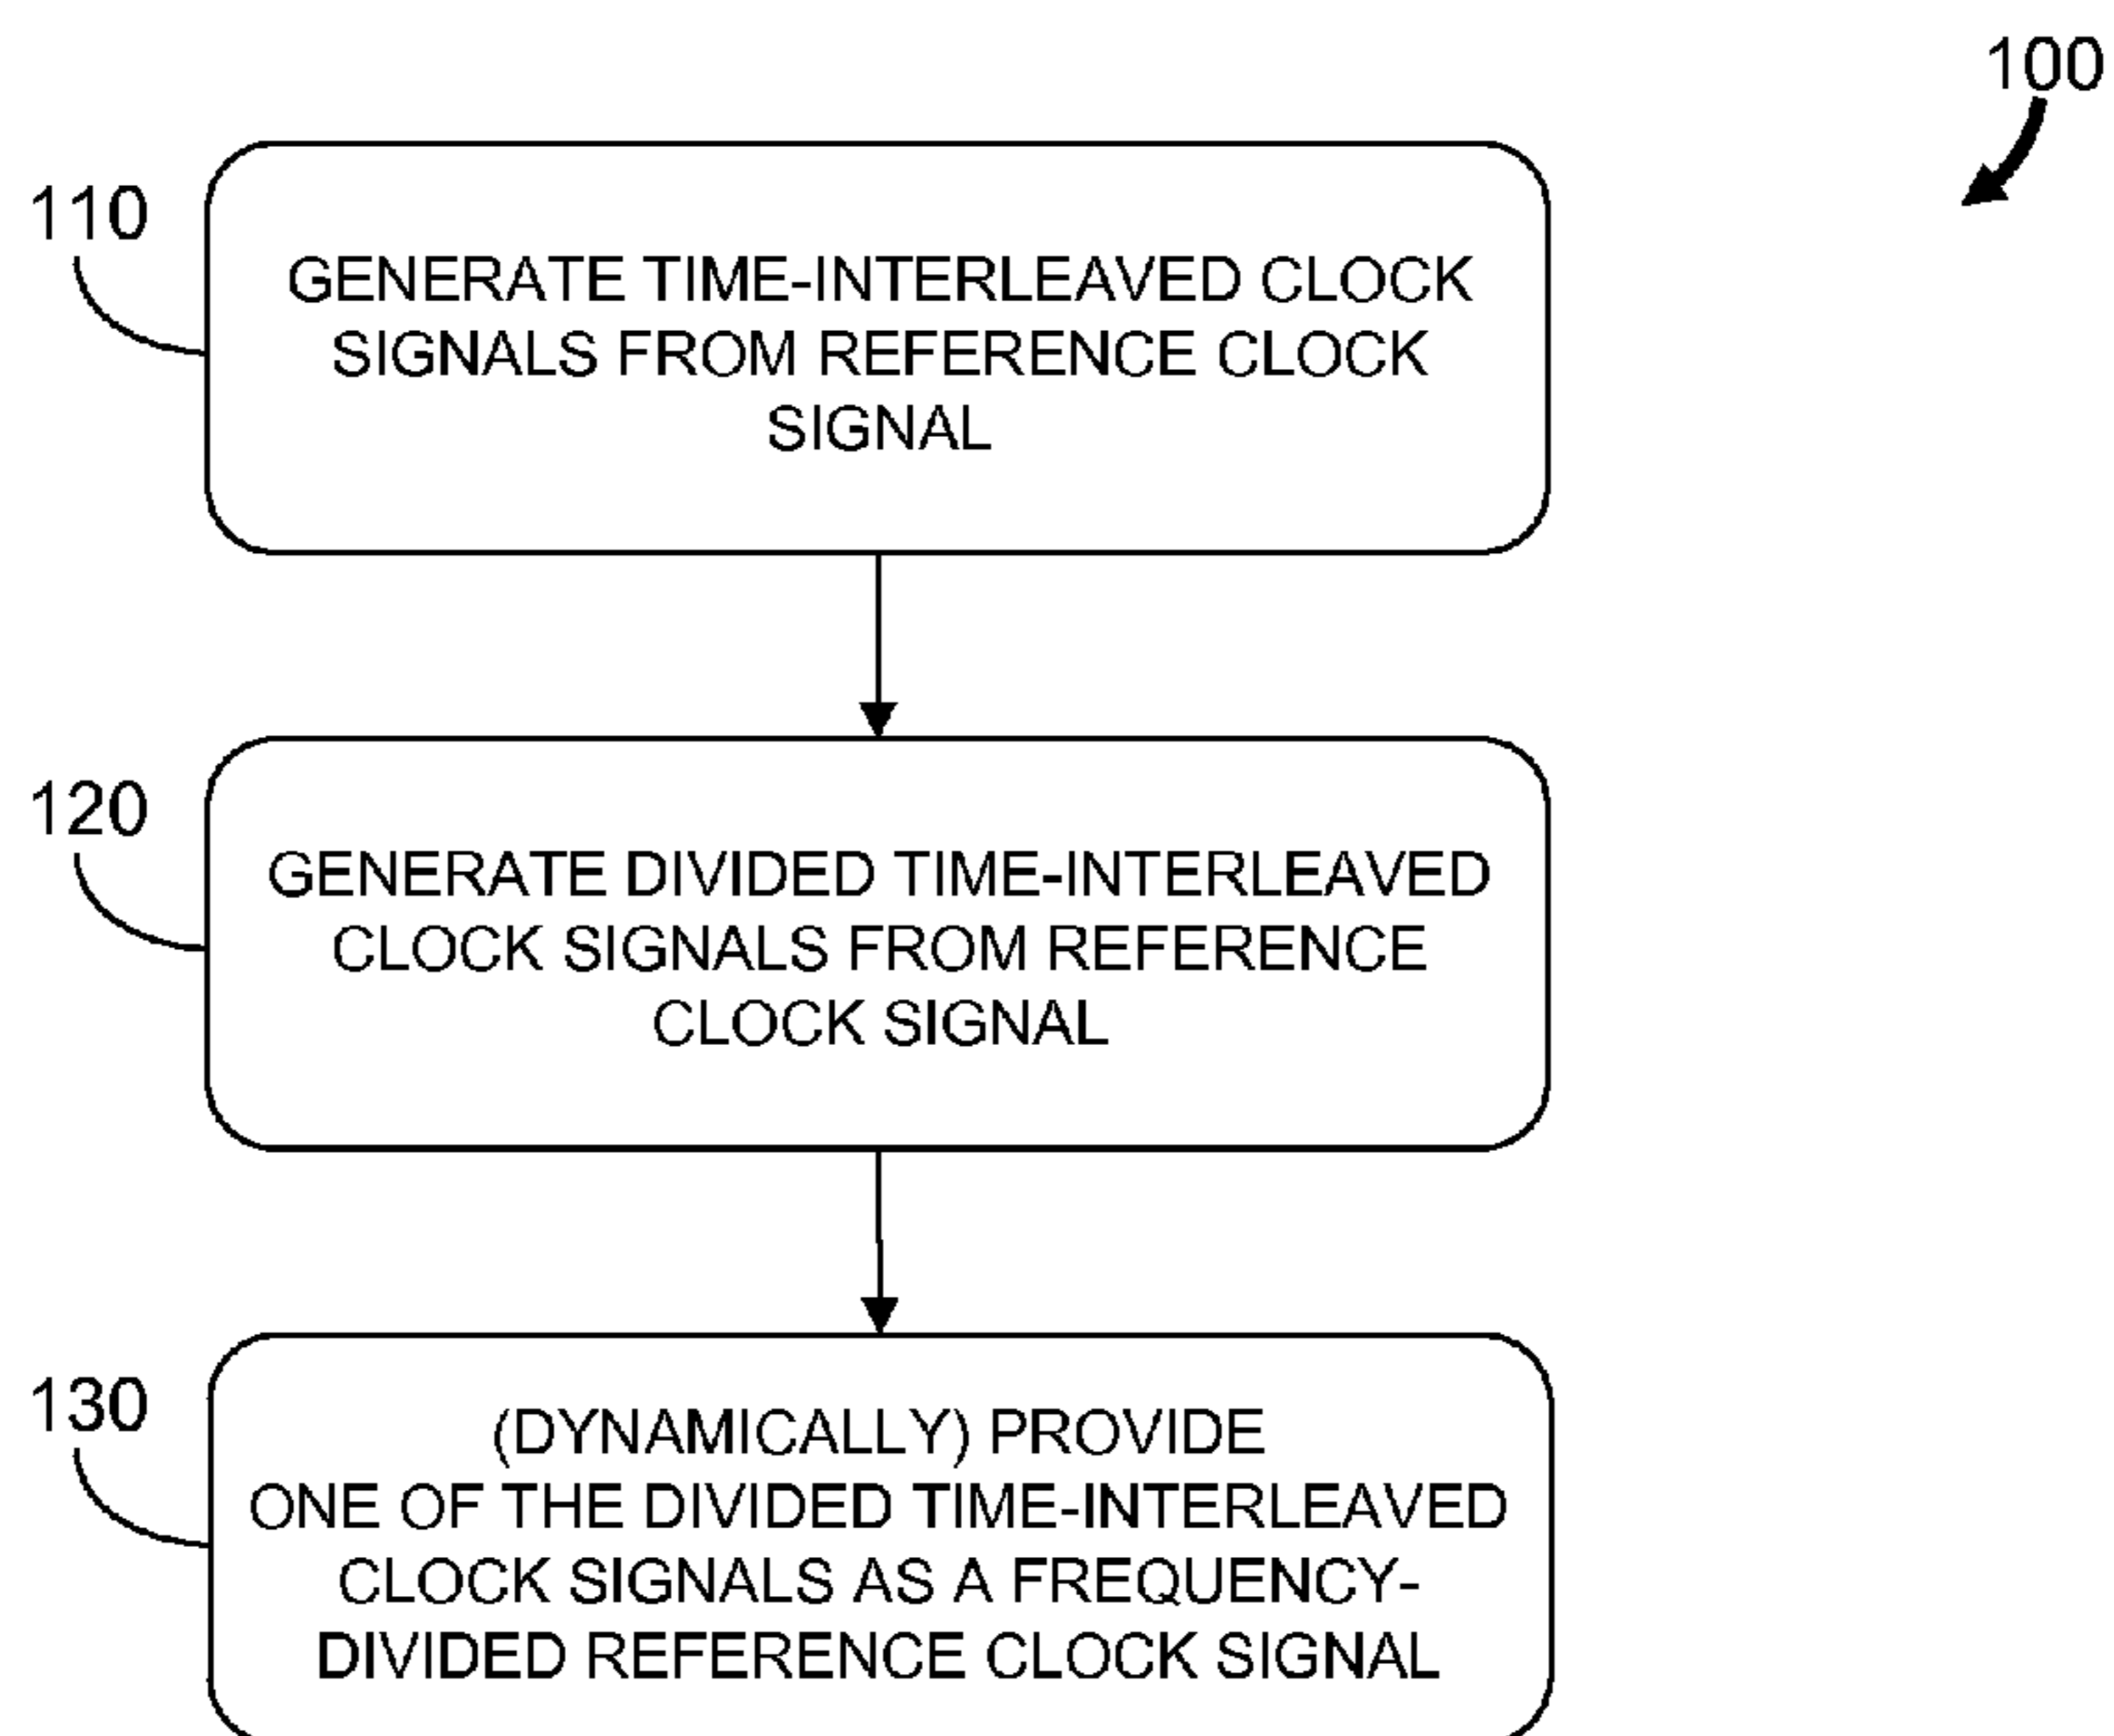 100
110
GENERATE TIME-INTERLEAVED CLOCK
SIGNALS FROM REFERENCE CLOCK
SIGNAL
120
GENERATE DIVIDED TIME-INTERLEAVED
CLOCK SIGNALS FROM REFERENCE
CLOCK SIGNAL
130
(DYNAMICALLY) PROVIDE
ONE OF THE DIVIDED TIME-INTERLEAVED
CLOCK SIGNALS AS A FREQUENCY-
DIVIDED REFERENCE CLOCK SIGNAL